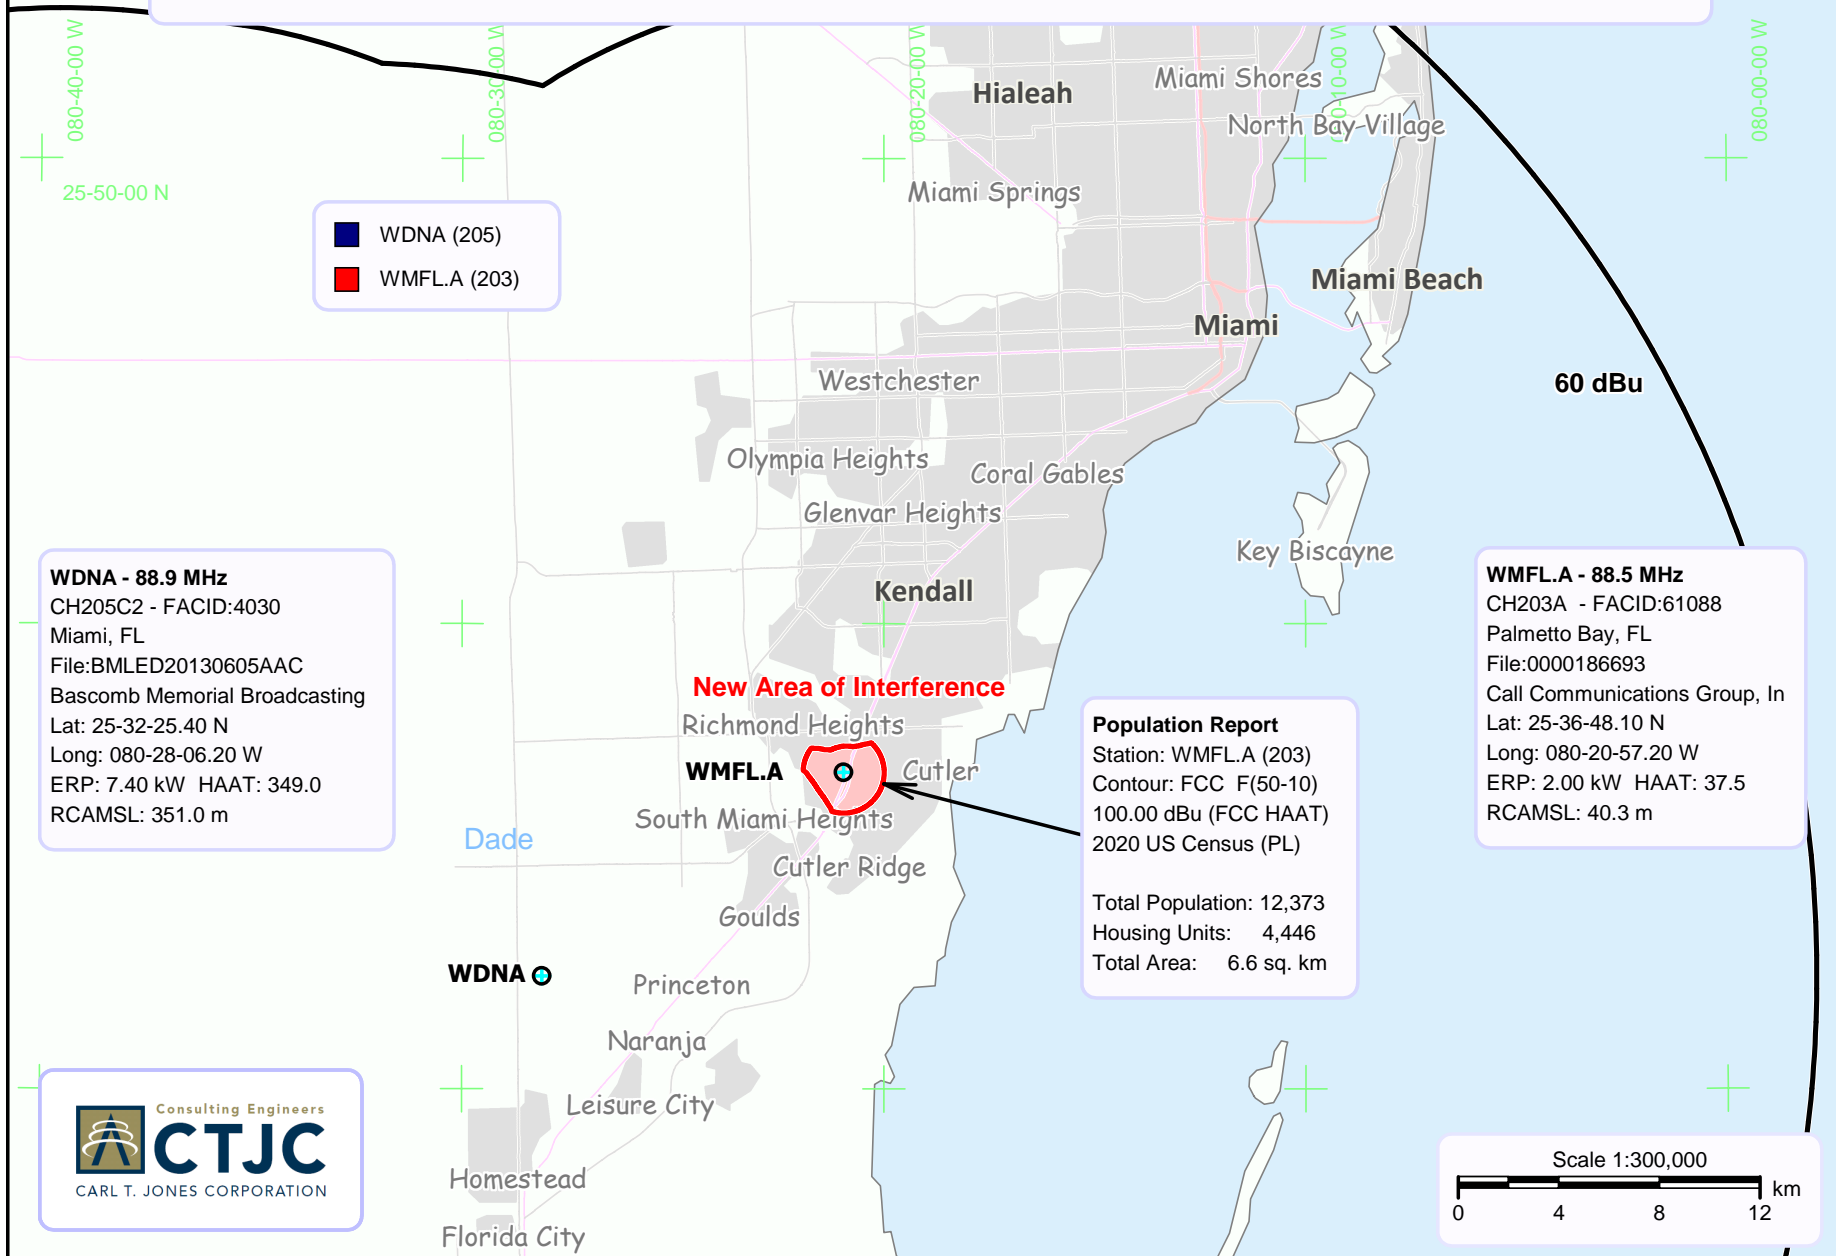 080-40-00 W
080-30-00 W
080-20-00 W
080-10-00 W
080-00-00 W
Hialeah
Miami Shores
North Bay Village
25-50-00 N
Miami Springs
WDNA (205)
WMFL.A (203)
Miami Beach
Miami
Westchester
60 dBu
Olympia Heights
Coral Gables
Glenvar Heights
Key Biscayne
Kendall
WDNA - 88.9 MHz
CH205C2 - FACID:4030
Miami, FL
File:BMLED20130605AAC
Bascomb Memorial Broadcasting
Lat: 25-32-25.40 N
Long: 080-28-06.20 W
ERP: 7.40 kW HAAT: 349.0
RCAMSL: 351.0 m
WMFL.A - 88.5 MHz
CH203A - FACID:61088
Palmetto Bay, FL
File:0000186693
Call Communications Group, In
Lat: 25-36-48.10 N
Long: 080-20-57.20 W
ERP: 2.00 kW HAAT: 37.5
RCAMSL: 40.3 m
New Area of Interference
Richmond Heights
WMFL.A
Cutler
South Miami Heights
Dade
Cutler Ridge
Goulds
Population Report
Station: WMFL.A (203)
Contour: FCC F(50-10)
100.00 dBu (FCC HAAT)
2020 US Census (PL)
Total Population: 12,373
Housing Units: 4,446
Total Area: 6.6 sq. km
WDNA
Princeton
Naranja
Leisure City
Homestead
Florida City
Consulting Engineers
CTJC
CARL T. JONES CORPORATION
Scale 1:300,000
km
0 4 8 12